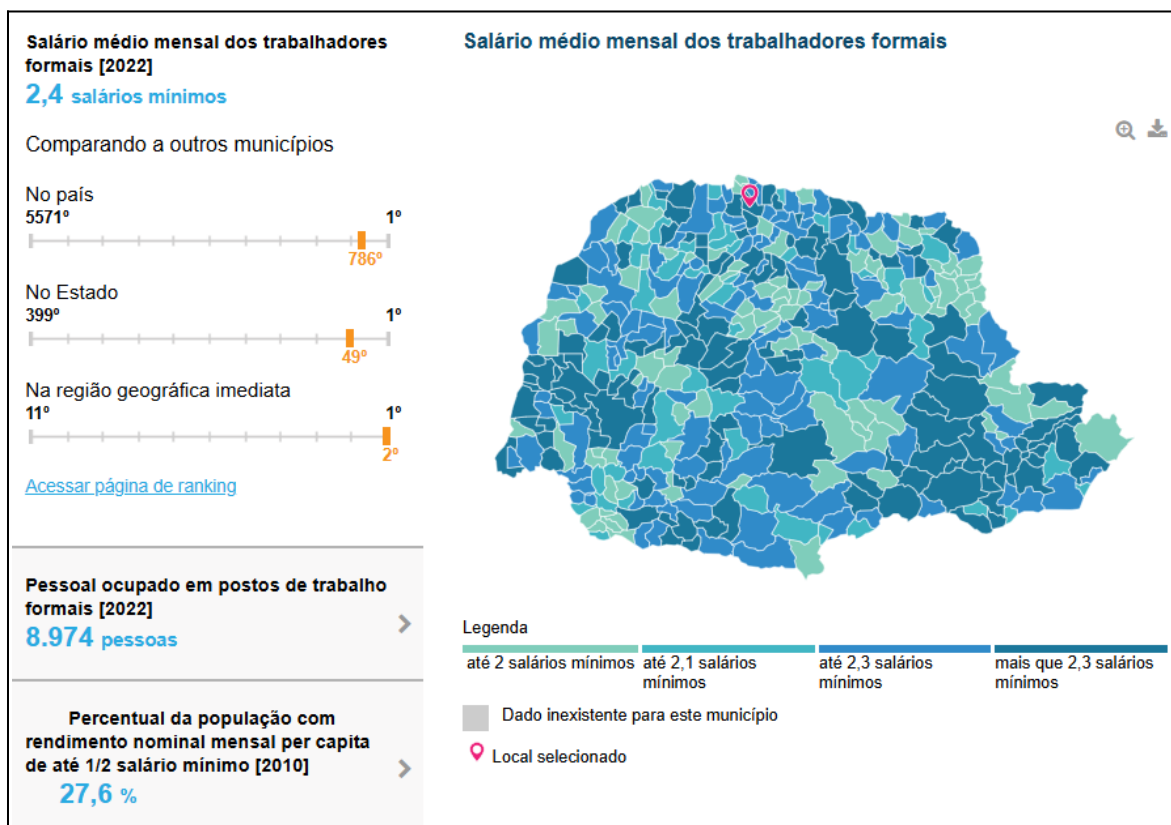 Salário médio mensal dos trabalhadores
formais [2022]
2,4 salários mínimos
Comparando a outros municípios
No país
5571º 1º
786º
No Estado
399º 1º
49º
Na região geográfica imediata
11º 1º
2º
Acessar página de ranking
Pessoal ocupado em postos de trabalho
formais [2022]
8.974 pessoas
Percentual da população com
rendimento nominal mensal per capita
de até 1/2 salário mínimo [2010]
27,6 %
Salário médio mensal dos trabalhadores formais
Legenda
até 2 salários mínimos
até 2,1 salários
mínimos
até 2,3 salários
mínimos
mais que 2,3 salários
mínimos
Dado inexistente para este município
Local selecionado